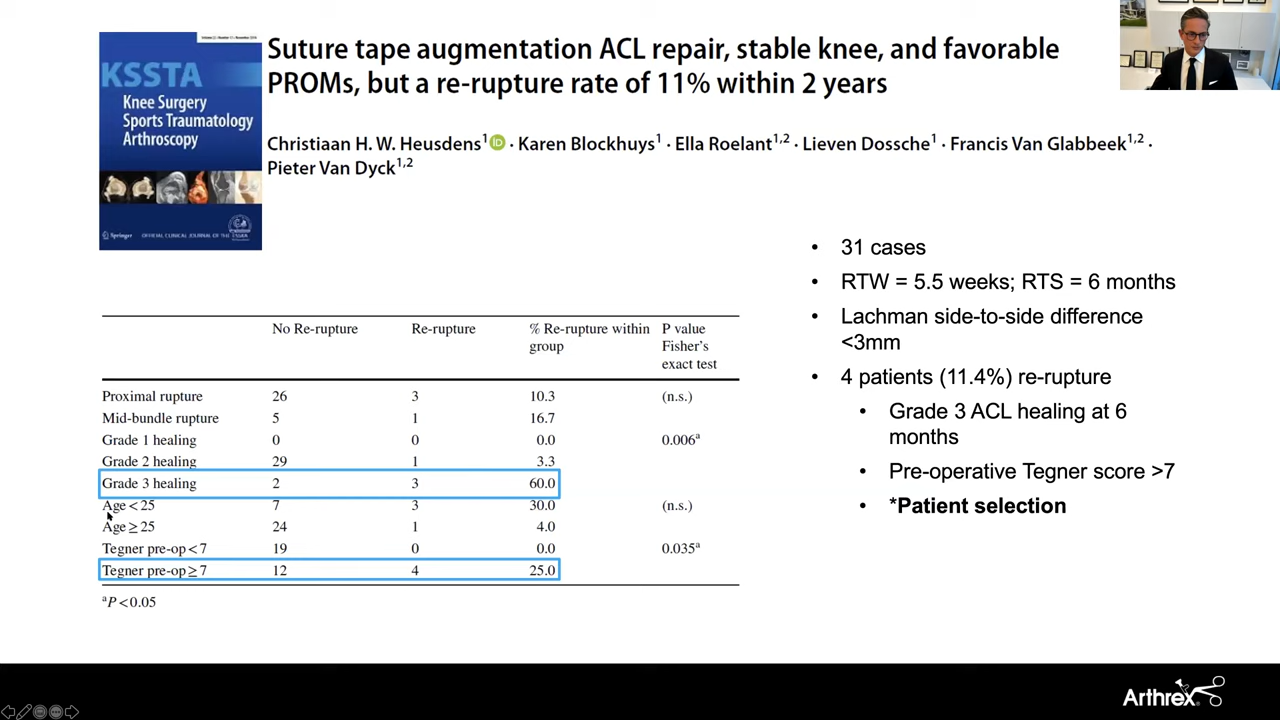 KSSTA
Knee Surgery
Sports Traumatology
Arthroscopy
Springer
Suture tape augmentation ACL repair, stable knee, and favorable
PROMs, but a re-rupture rate of 11% within 2 years
Christiaan H. W. Heusdens¹ · Karen Blockhuys¹ · Ella Roelant¹,² · Lieven Dossche¹ · Francis Van Glabbeek¹,² ·
Pieter Van Dyck¹,²
No Re-rupture Re-rupture % Re-rupture within group P value Fisher's exact test
Proximal rupture 26 3 10.3 (n.s.)
Mid-bundle rupture 5 1 16.7
Grade 1 healing 0 0 0.0 0.006ᵃ
Grade 2 healing 29 1 3.3
Grade 3 healing 2 3 60.0
Age < 25 7 3 30.0 (n.s.)
Age ≥ 25 24 1 4.0
Tegner pre-op < 7 19 0 0.0 0.035ᵃ
Tegner pre-op ≥ 7 12 4 25.0
ᵃP < 0.05
• 31 cases
• RTW = 5.5 weeks; RTS = 6 months
• Lachman side-to-side difference
<3mm
• 4 patients (11.4%) re-rupture
• Grade 3 ACL healing at 6
months
• Pre-operative Tegner score >7
• *Patient selection
Arthrex